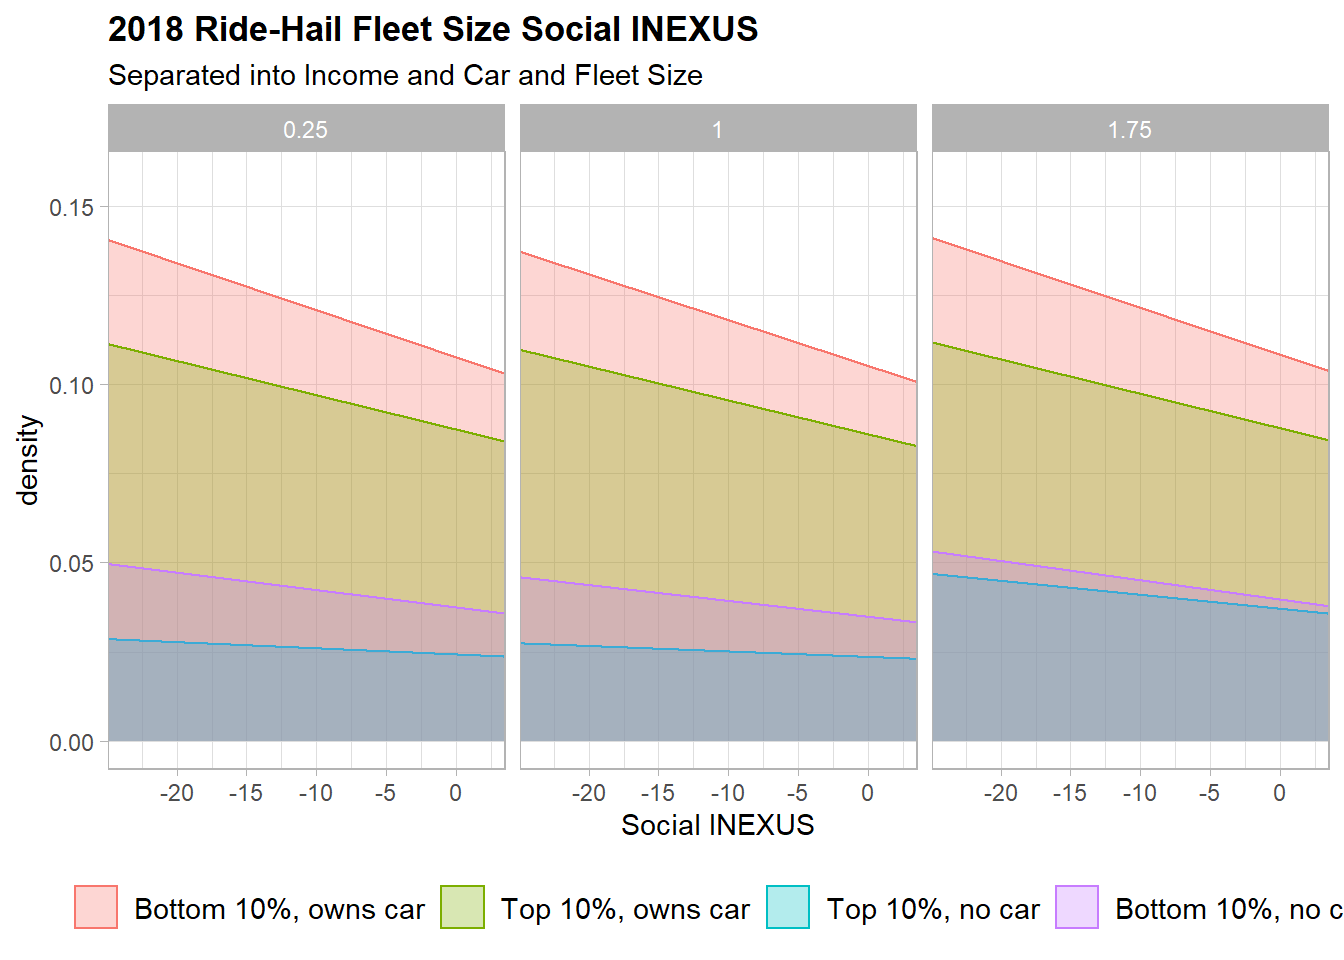 2018 Ride-Hail Fleet Size Social INEXUS
Separated into Income and Car and Fleet Size
0.25 1 1.75
0.15
0.10
0.05
0.00
density
-20 -15 -10 -5 0 -20 -15 -10 -5 0 -20 -15 -10 -5 0
Social INEXUS
Bottom 10%, owns car Top 10%, owns car Top 10%, no car Bottom 10%, no c